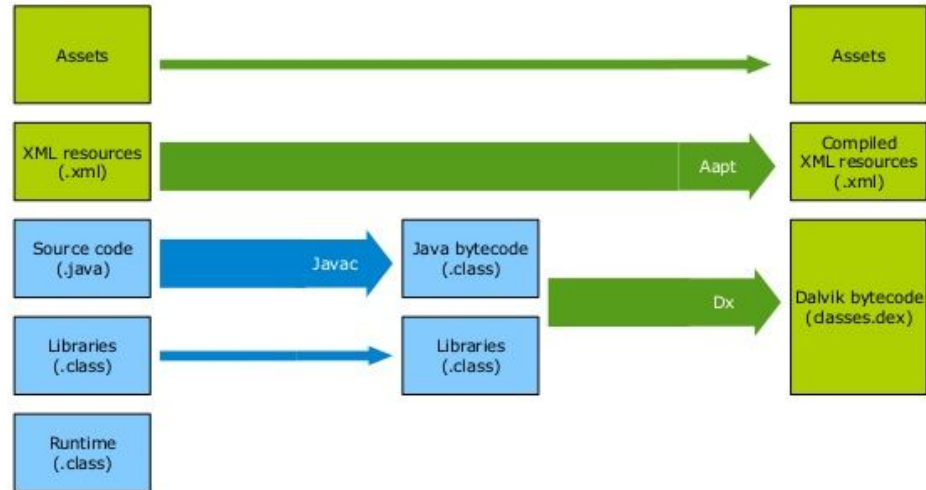 Assets
Assets
XML resources
(.xml)
Aapt
Compiled
XML resources
(.xml)
Source code
(.java)
Javac
Java bytecode
(.class)
Dx
Dalvik bytecode
(classes.dex)
Libraries
(.class)
Libraries
(.class)
Runtime
(.class)